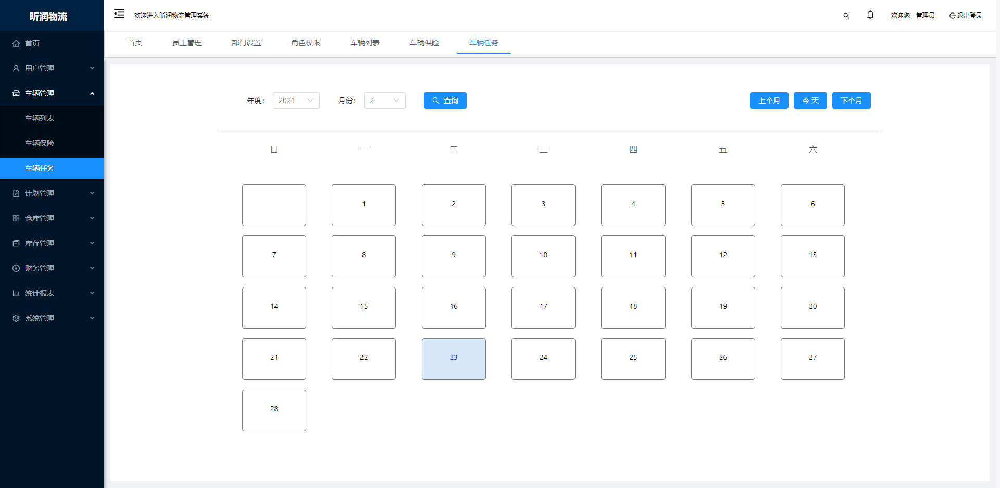 昕润物流
欢迎进入昕润物流管理系统
欢迎您，管理员
退出登录
首页
用户管理
车辆管理
车辆列表
车辆保险
车辆任务
计划管理
仓库管理
库存管理
财务管理
统计报表
系统管理
首页 员工管理 部门设置 角色权限 车辆列表 车辆保险 车辆任务
年度： 2021 月份： 2 查询 上个月 今 天 下个月
日 一 二 三 四 五 六
1 2 3 4 5 6
7 8 9 10 11 12 13
14 15 16 17 18 19 20
21 22 23 24 25 26 27
28